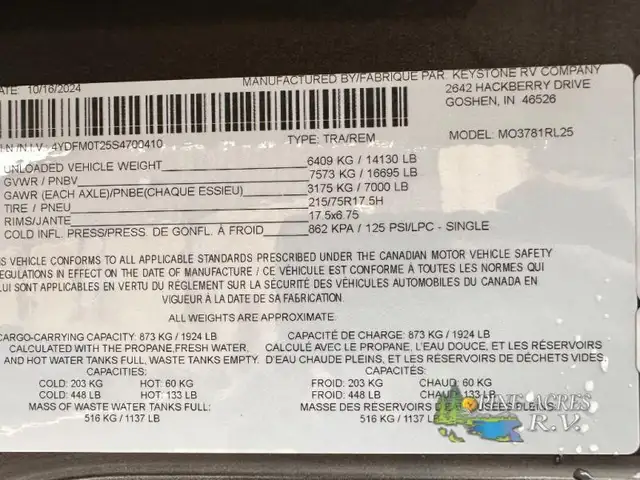 DATE 10/16/2024 MANUFACTURED BY/FABRIQUE PAR KEYSTONE RV COMPANY
2642 HACKBERRY DRIVE
GOSHEN, IN 46526
/N I V 4YDFM0T25S4700410 TYPE: TRA/REM MODEL: MO3781RL25
UNLOADED VEHICLE WEIGHT 6409 KG / 14130 LB
GVWR / PNBV 7573 KG / 16695 LB
GAWR (EACH AXLE)/PNBE(CHAQUE ESSIEU) 3175 KG / 7000 LB
TIRE / PNEU 215/75R17.5H
RIMS/JANTE 17.5x6.75
COLD INFL. PRESS/PRESS. DE GONFL. À FROID 862 KPA / 125 PSI/LPC - SINGLE
VEHICLE CONFORMS TO ALL APPLICABLE STANDARDS PRESCRIBED UNDER THE CANADIAN MOTOR VEHICLE SAFETY
REGULATIONS IN EFFECT ON THE DATE OF MANUFACTURE / CE VÉHICULE EST CONFORME À TOUTES LES NORMES QUI
LUI SONT APPLICABLES EN VERTU DU RÈGLEMENT SUR LA SÉCURITÉ DES VÉHICULES AUTOMOBILES DU CANADA EN
VIGUEUR À LA DATE DE SA FABRICATION.
ALL WEIGHTS ARE APPROXIMATE.
CARGO-CARRYING CAPACITY: 873 KG / 1924 LB CAPACITÉ DE CHARGE: 873 KG / 1924 LB
CALCULATED WITH THE PROPANE,FRESH WATER, CALCULÉ AVEC LE PROPANE, L'EAU DOUCE, ET LES RÉSERVOIRS
AND HOT WATER TANKS FULL, WASTE TANKS EMPTY. D'EAU CHAUDE PLEINS, ET LES RÉSERVOIRS DE DÉCHETS VIDES.
CAPACITIES: CAPACITÉS:
COLD: 203 KG HOT: 60 KG FROID: 203 KG CHAUD: 60 KG
COLD: 448 LB HOT: 133 LB FROID: 448 LB CHAUD: 133 LB
MASS OF WASTE WATER TANKS FULL: MASSE DES RÉSERVOIRS PLEINS:
516 KG / 1137 LB 516 KG / 1137
PINE ACRES
R.V.